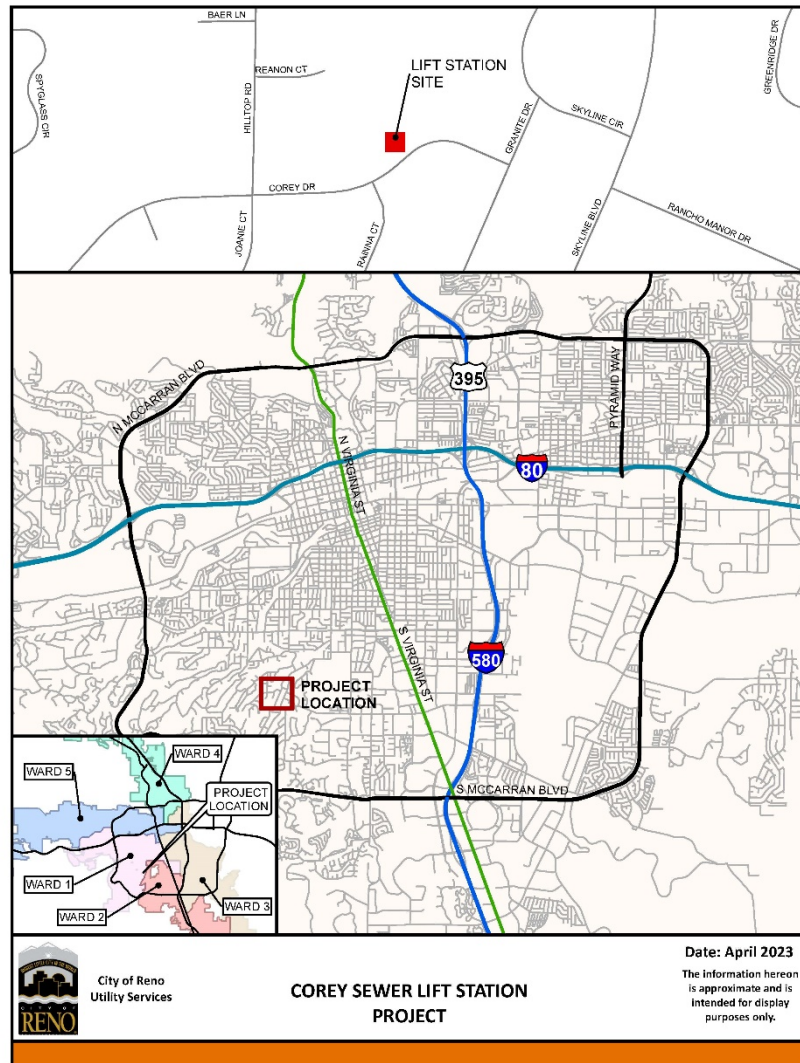 BAER LN
SPYGLASS CIR
HILLTOP RD
REANON CT
LIFT STATION
SITE
GRANITE DR
SKYLINE CIR
GREENRIDGE DR
COREY DR
JOANIE CT
RAINNA CT
SKYLINE BLVD
RANCHO MANOR DR
N MCCARRAN BLVD
395
PYRAMID WAY
N VIRGINIA ST
80
S VIRGINIA ST
580
PROJECT
LOCATION
S MCCARRAN BLVD
WARD 4
WARD 5
PROJECT
LOCATION
WARD 1
WARD 2
WARD 3
CITY OF
RENO
City of Reno
Utility Services
COREY SEWER LIFT STATION
PROJECT
Date: April 2023
The information hereon
is approximate and is
intended for display
purposes only.